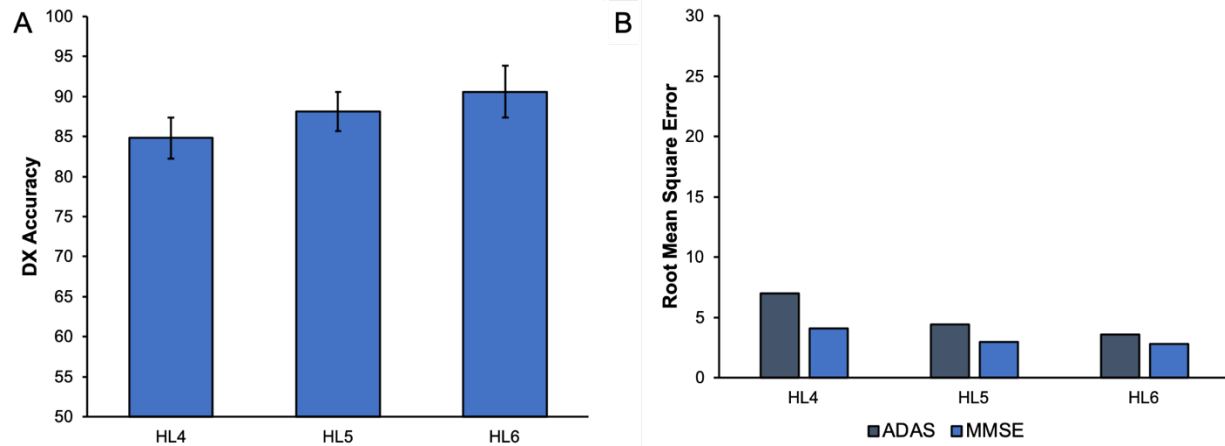 A
DX Accuracy
100
95
90
85
80
75
70
65
60
55
50
HL4 HL5 HL6
B
Root Mean Square Error
30
25
20
15
10
5
0
HL4 HL5 HL6
ADAS MMSE